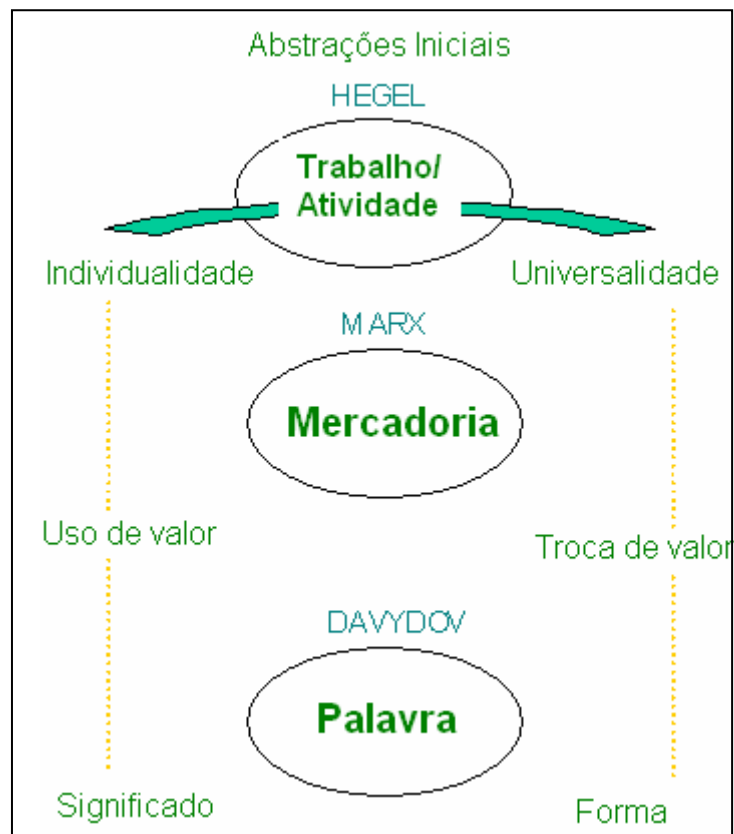 Abstrações Iniciais
HEGEL
Trabalho/
Atividade
Individualidade
Universalidade
MARX
Mercadoria
Uso de valor
Troca de valor
DAVYDOV
Palavra
Significado
Forma